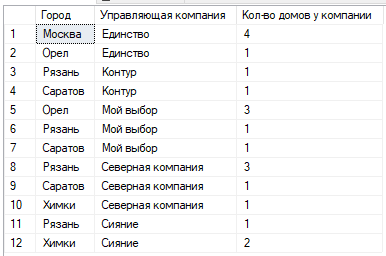 Город Управляющая компания Кол-во домов у компании
1 Москва Единство 4
2 Орел Единство 1
3 Рязань Контур 1
4 Саратов Контур 1
5 Орел Мой выбор 3
6 Рязань Мой выбор 1
7 Саратов Мой выбор 1
8 Рязань Северная компания 3
9 Саратов Северная компания 1
10 Химки Северная компания 1
11 Рязань Сияние 1
12 Химки Сияние 2